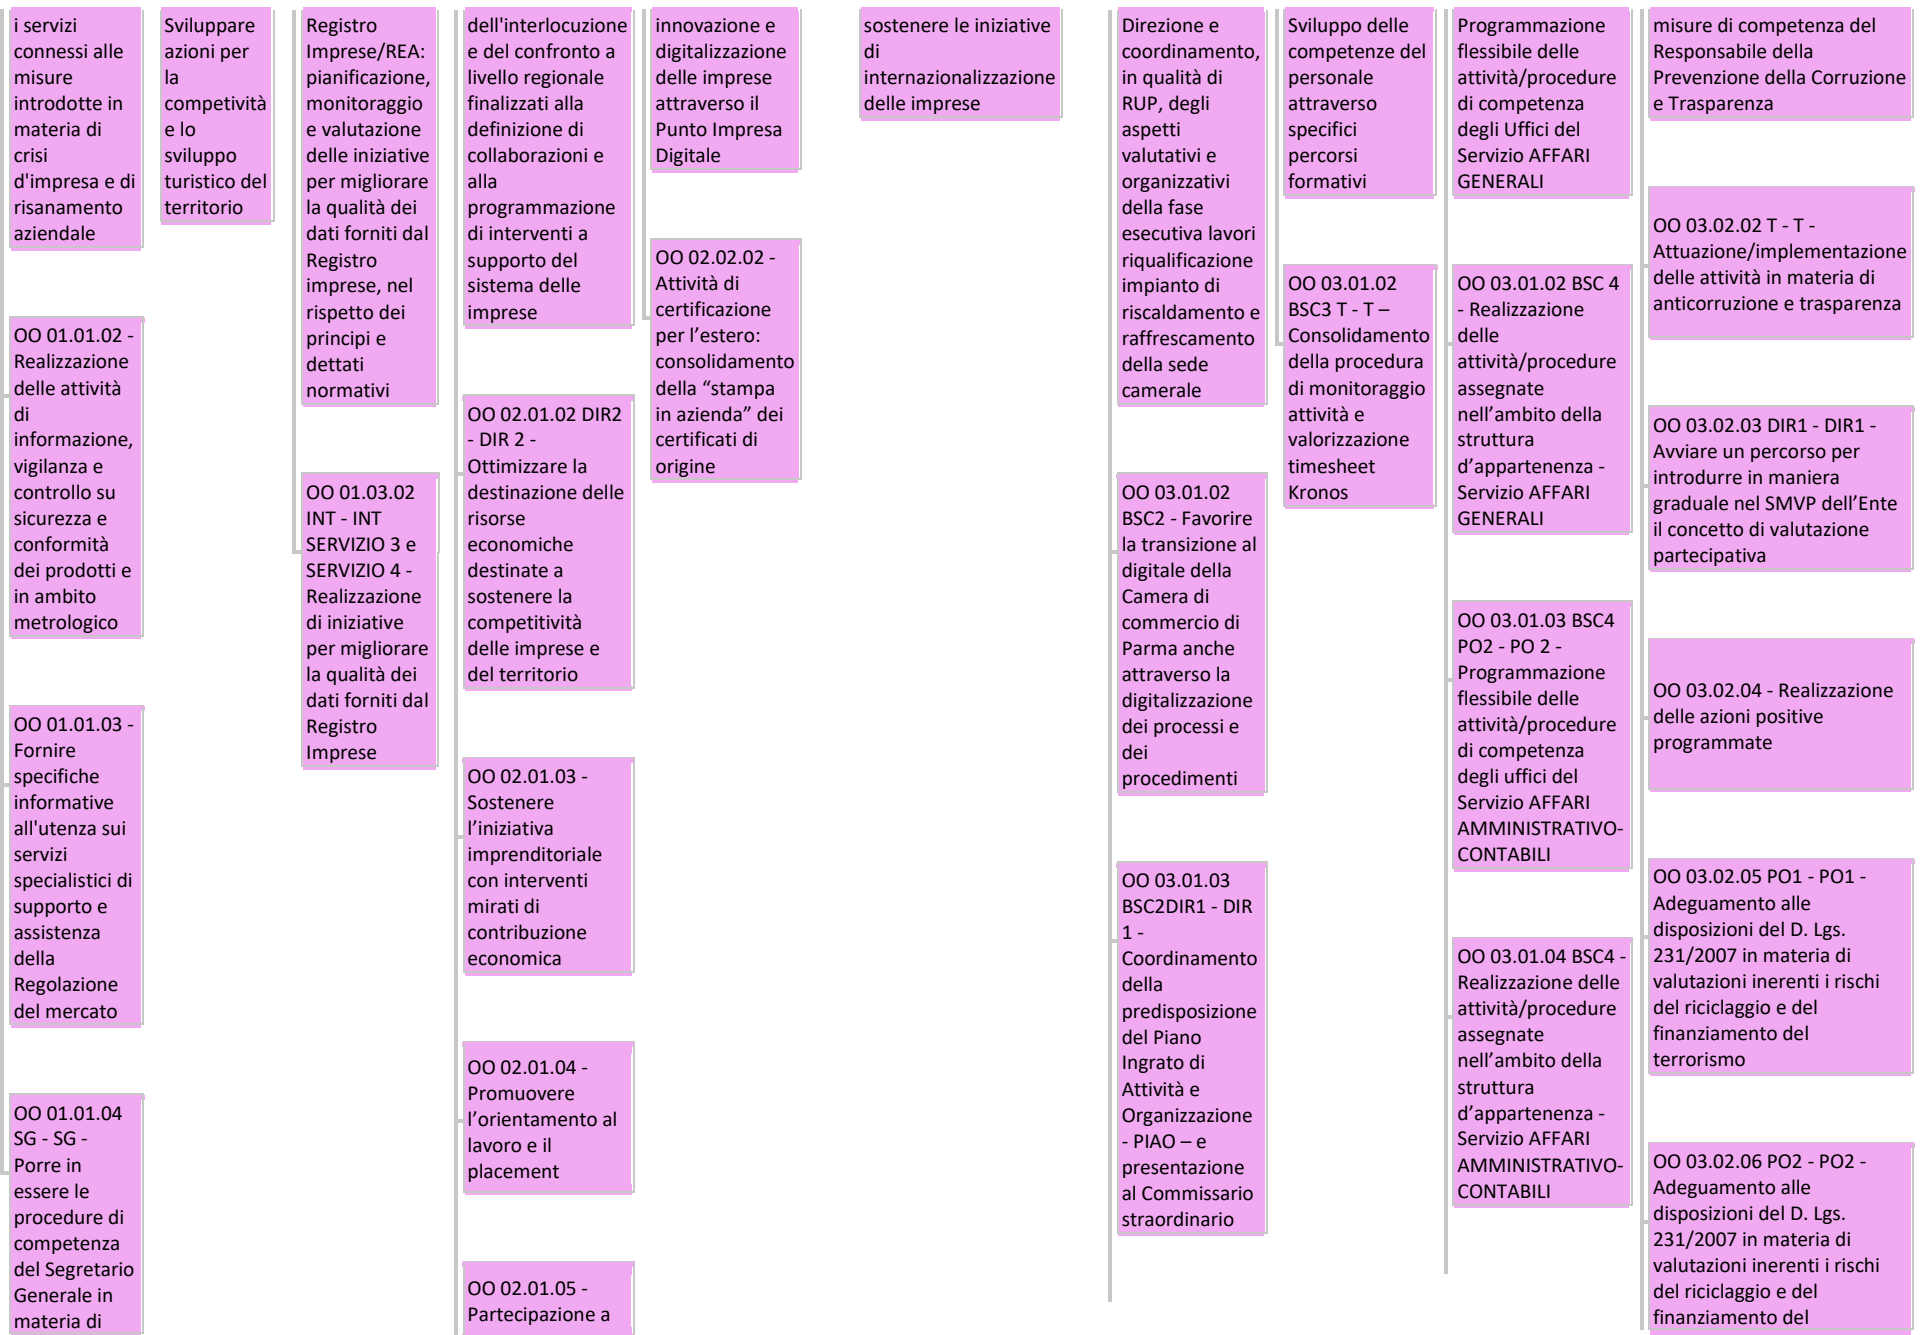 i servizi
connessi alle
misure
introdotte in
materia di
crisi
d'impresa e di
risanamento
aziendale
OO 01.01.02 -
Realizzazione
delle attività
di
informazione,
vigilanza e
controllo su
sicurezza e
conformità
dei prodotti e
in ambito
metrologico
OO 01.01.03 -
Fornire
specifiche
informative
all'utenza sui
servizi
specialistici di
supporto e
assistenza
della
Regolazione
del mercato
OO 01.01.04
SG - SG -
Porre in
essere le
procedure di
competenza
del Segretario
Generale in
materia di
Sviluppare
azioni per
la
competività
e lo
sviluppo
turistico del
territorio
Registro
Imprese/REA:
pianificazione,
monitoraggio
e valutazione
delle iniziative
per migliorare
la qualità dei
dati forniti dal
Registro
imprese, nel
rispetto dei
principi e
dettati
normativi
OO 01.03.02
INT - INT
SERVIZIO 3 e
SERVIZIO 4 -
Realizzazione
di iniziative
per migliorare
la qualità dei
dati forniti dal
Registro
Imprese
dell'interlocuzione
e del confronto a
livello regionale
finalizzati alla
definizione di
collaborazioni e
alla
programmazione
di interventi a
supporto del
sistema delle
imprese
OO 02.01.02 DIR2
- DIR 2 -
Ottimizzare la
destinazione delle
risorse
economiche
destinate a
sostenere la
competitività
delle imprese e
del territorio
OO 02.01.03 -
Sostenere
l’iniziativa
imprenditoriale
con interventi
mirati di
contribuzione
economica
OO 02.01.04 -
Promuovere
l’orientamento al
lavoro e il
placement
OO 02.01.05 -
Partecipazione a
innovazione e
digitalizzazione
delle imprese
attraverso il
Punto Impresa
Digitale
OO 02.02.02 -
Attività di
certificazione
per l’estero:
consolidamento
della “stampa
in azienda” dei
certificati di
origine
sostenere le iniziative
di
internazionalizzazione
delle imprese
Direzione e
coordinamento,
in qualità di
RUP, degli
aspetti
valutativi e
organizzativi
della fase
esecutiva lavori
riqualificazione
impianto di
riscaldamento e
raffrescamento
della sede
camerale
OO 03.01.02
BSC2 - Favorire
la transizione al
digitale della
Camera di
commercio di
Parma anche
attraverso la
digitalizzazione
dei processi e
dei
procedimenti
OO 03.01.03
BSC2DIR1 - DIR
1 -
Coordinamento
della
predisposizione
del Piano
Ingrato di
Attività e
Organizzazione
- PIAO – e
presentazione
al Commissario
straordinario
Sviluppo delle
competenze del
personale
attraverso
specifici
percorsi
formativi
OO 03.01.02
BSC3 T - T –
Consolidamento
della procedura
di monitoraggio
attività e
valorizzazione
timesheet
Kronos
Programmazione
flessibile delle
attività/procedure
di competenza
degli Uffici del
Servizio AFFARI
GENERALI
OO 03.01.02 BSC 4
- Realizzazione
delle
attività/procedure
assegnate
nell’ambito della
struttura
d’appartenenza -
Servizio AFFARI
GENERALI
OO 03.01.03 BSC4
PO2 - PO 2 -
Programmazione
flessibile delle
attività/procedure
di competenza
degli uffici del
Servizio AFFARI
AMMINISTRATIVO-
CONTABILI
OO 03.01.04 BSC4 -
Realizzazione delle
attività/procedure
assegnate
nell’ambito della
struttura
d’appartenenza -
Servizio AFFARI
AMMINISTRATIVO-
CONTABILI
misure di competenza del
Responsabile della
Prevenzione della Corruzione
e Trasparenza
OO 03.02.02 T - T -
Attuazione/implementazione
delle attività in materia di
anticorruzione e trasparenza
OO 03.02.03 DIR1 - DIR1 -
Avviare un percorso per
introdurre in maniera
graduale nel SMVP dell’Ente
il concetto di valutazione
partecipativa
OO 03.02.04 - Realizzazione
delle azioni positive
programmate
OO 03.02.05 PO1 - PO1 -
Adeguamento alle
disposizioni del D. Lgs.
231/2007 in materia di
valutazioni inerenti i rischi
del riciclaggio e del
finanziamento del
terrorismo
OO 03.02.06 PO2 - PO2 -
Adeguamento alle
disposizioni del D. Lgs.
231/2007 in materia di
valutazioni inerenti i rischi
del riciclaggio e del
finanziamento del